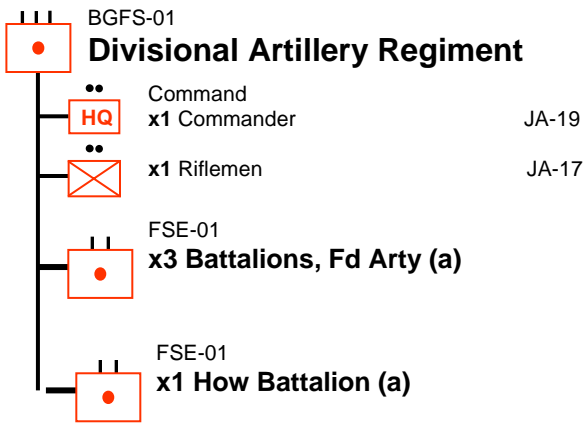 BGFS-01
Divisional Artillery Regiment
Command
HQ x1 Commander JA-19
x1 Riflemen JA-17
FSE-01
x3 Battalions, Fd Arty (a)
FSE-01
x1 How Battalion (a)